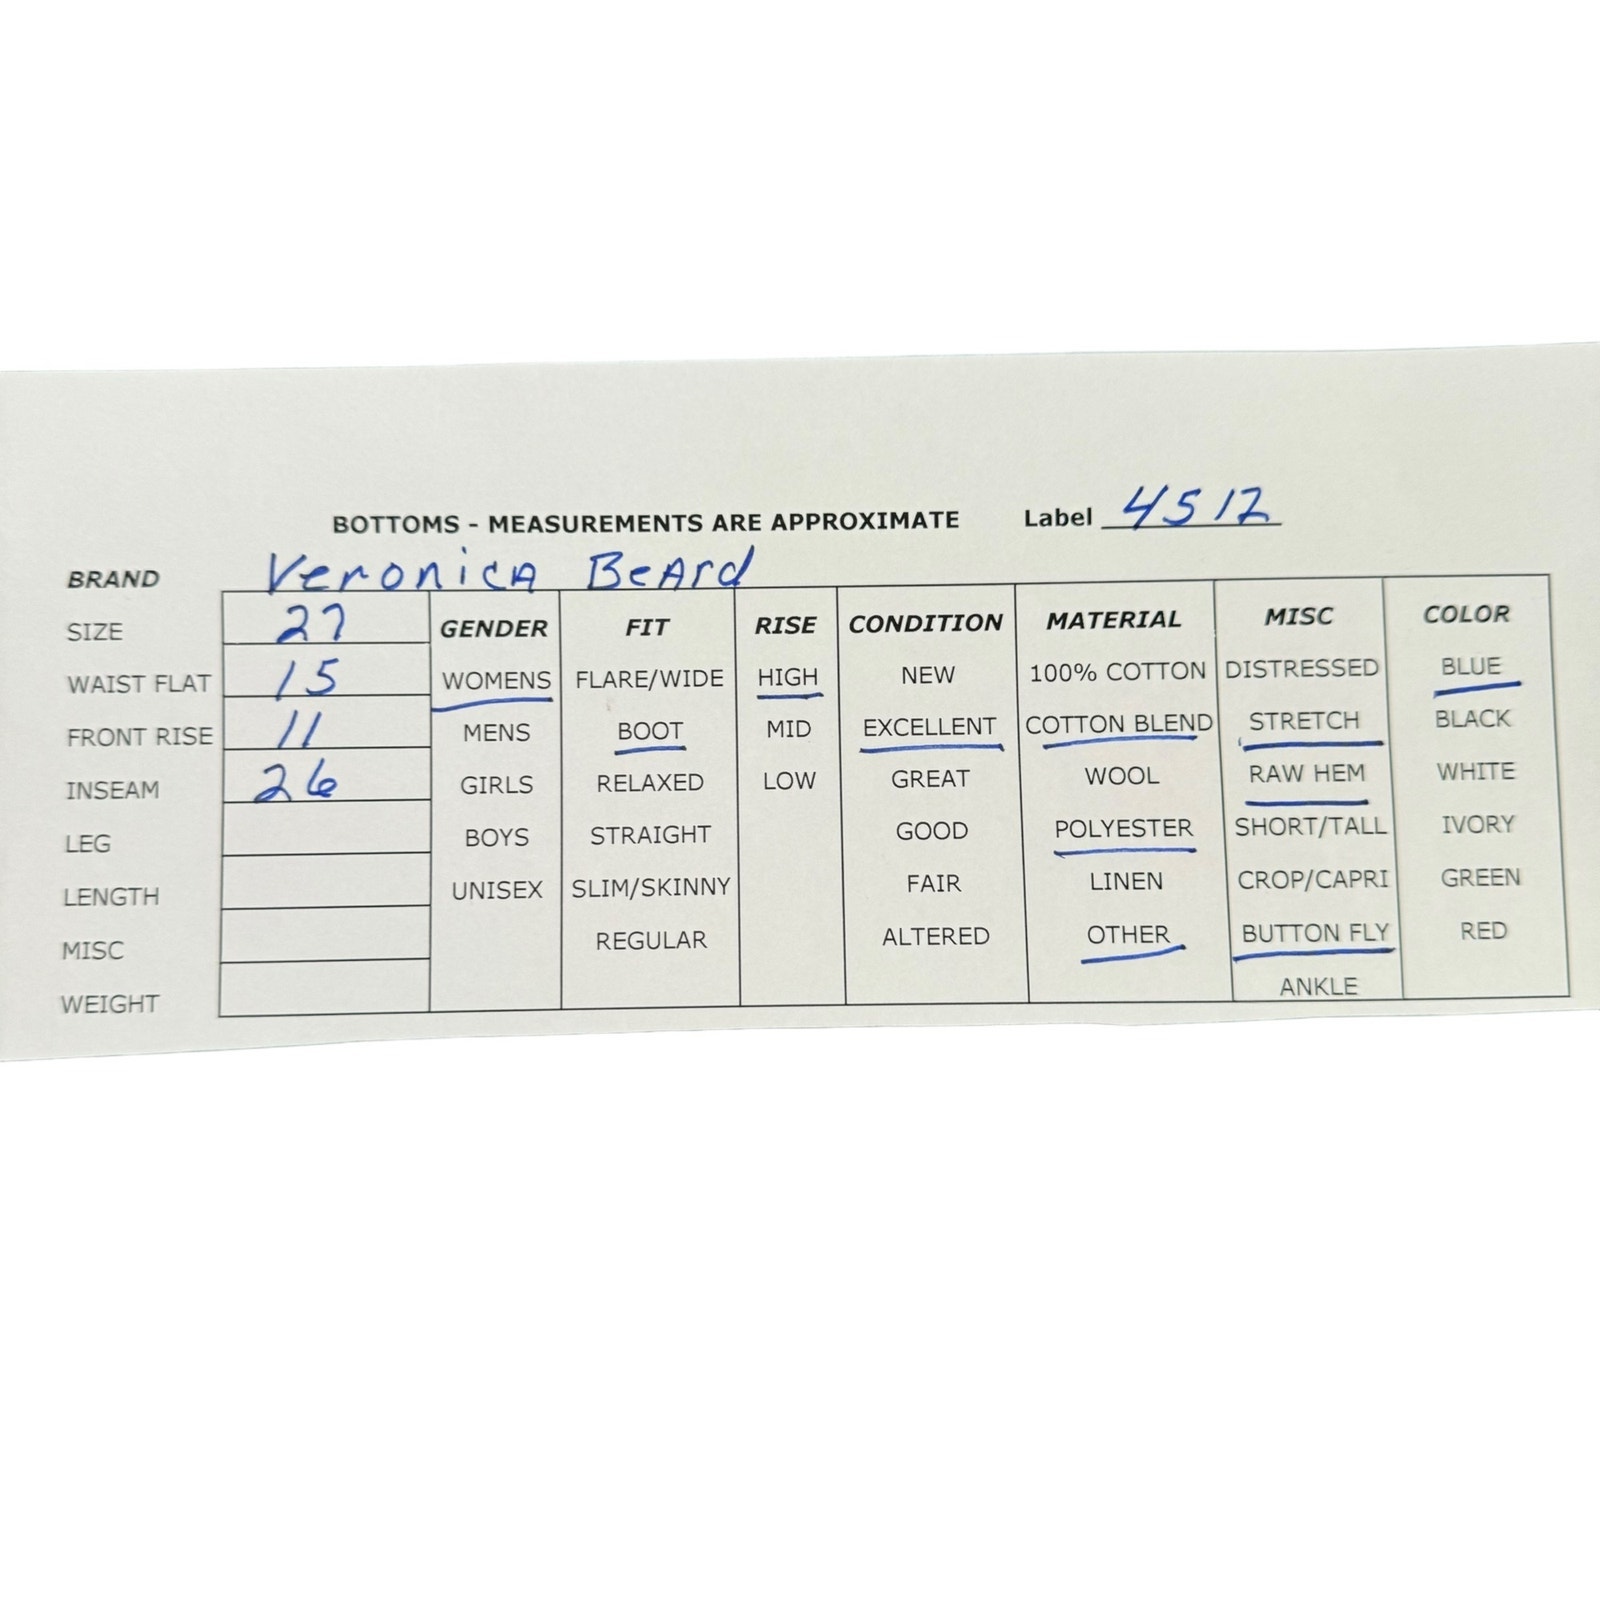 BOTTOMS - MEASUREMENTS ARE APPROXIMATE Label 4512
BRAND Veronica Beard
SIZE 27 GENDER FIT RISE CONDITION MATERIAL MISC COLOR
WAIST FLAT 15 WOMENS FLARE/WIDE HIGH NEW 100% COTTON DISTRESSED BLUE
FRONT RISE 11 MENS BOOT MID EXCELLENT COTTON BLEND STRETCH BLACK
INSEAM 26 GIRLS RELAXED LOW GREAT WOOL RAW HEM WHITE
LEG BOYS STRAIGHT GOOD POLYESTER SHORT/TALL IVORY
LENGTH UNISEX SLIM/SKINNY FAIR LINEN CROP/CAPRI GREEN
MISC REGULAR ALTERED OTHER BUTTON FLY RED
WEIGHT ANKLE